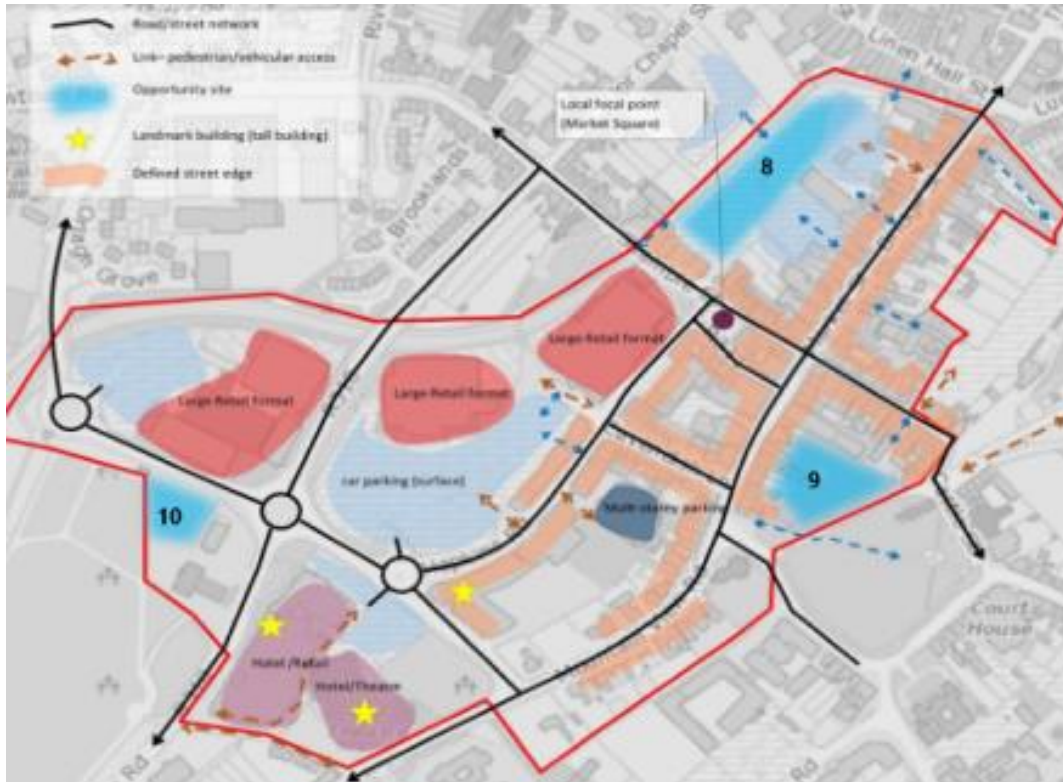 Road/street network
Link- pedestrian/vehicular access
Opportunity site
Landmark building (tall building)
Defined street edge
Local focal point
(Market Square)
Chapel
Linen Hall
Brooklands
Grove
8
Large Retail format
Large Retail format
Large Retail format
car parking (surface)
Multi storey parking
9
10
Hotel /Retail
Hotel/Theatre
Court
House
Rd
Rd